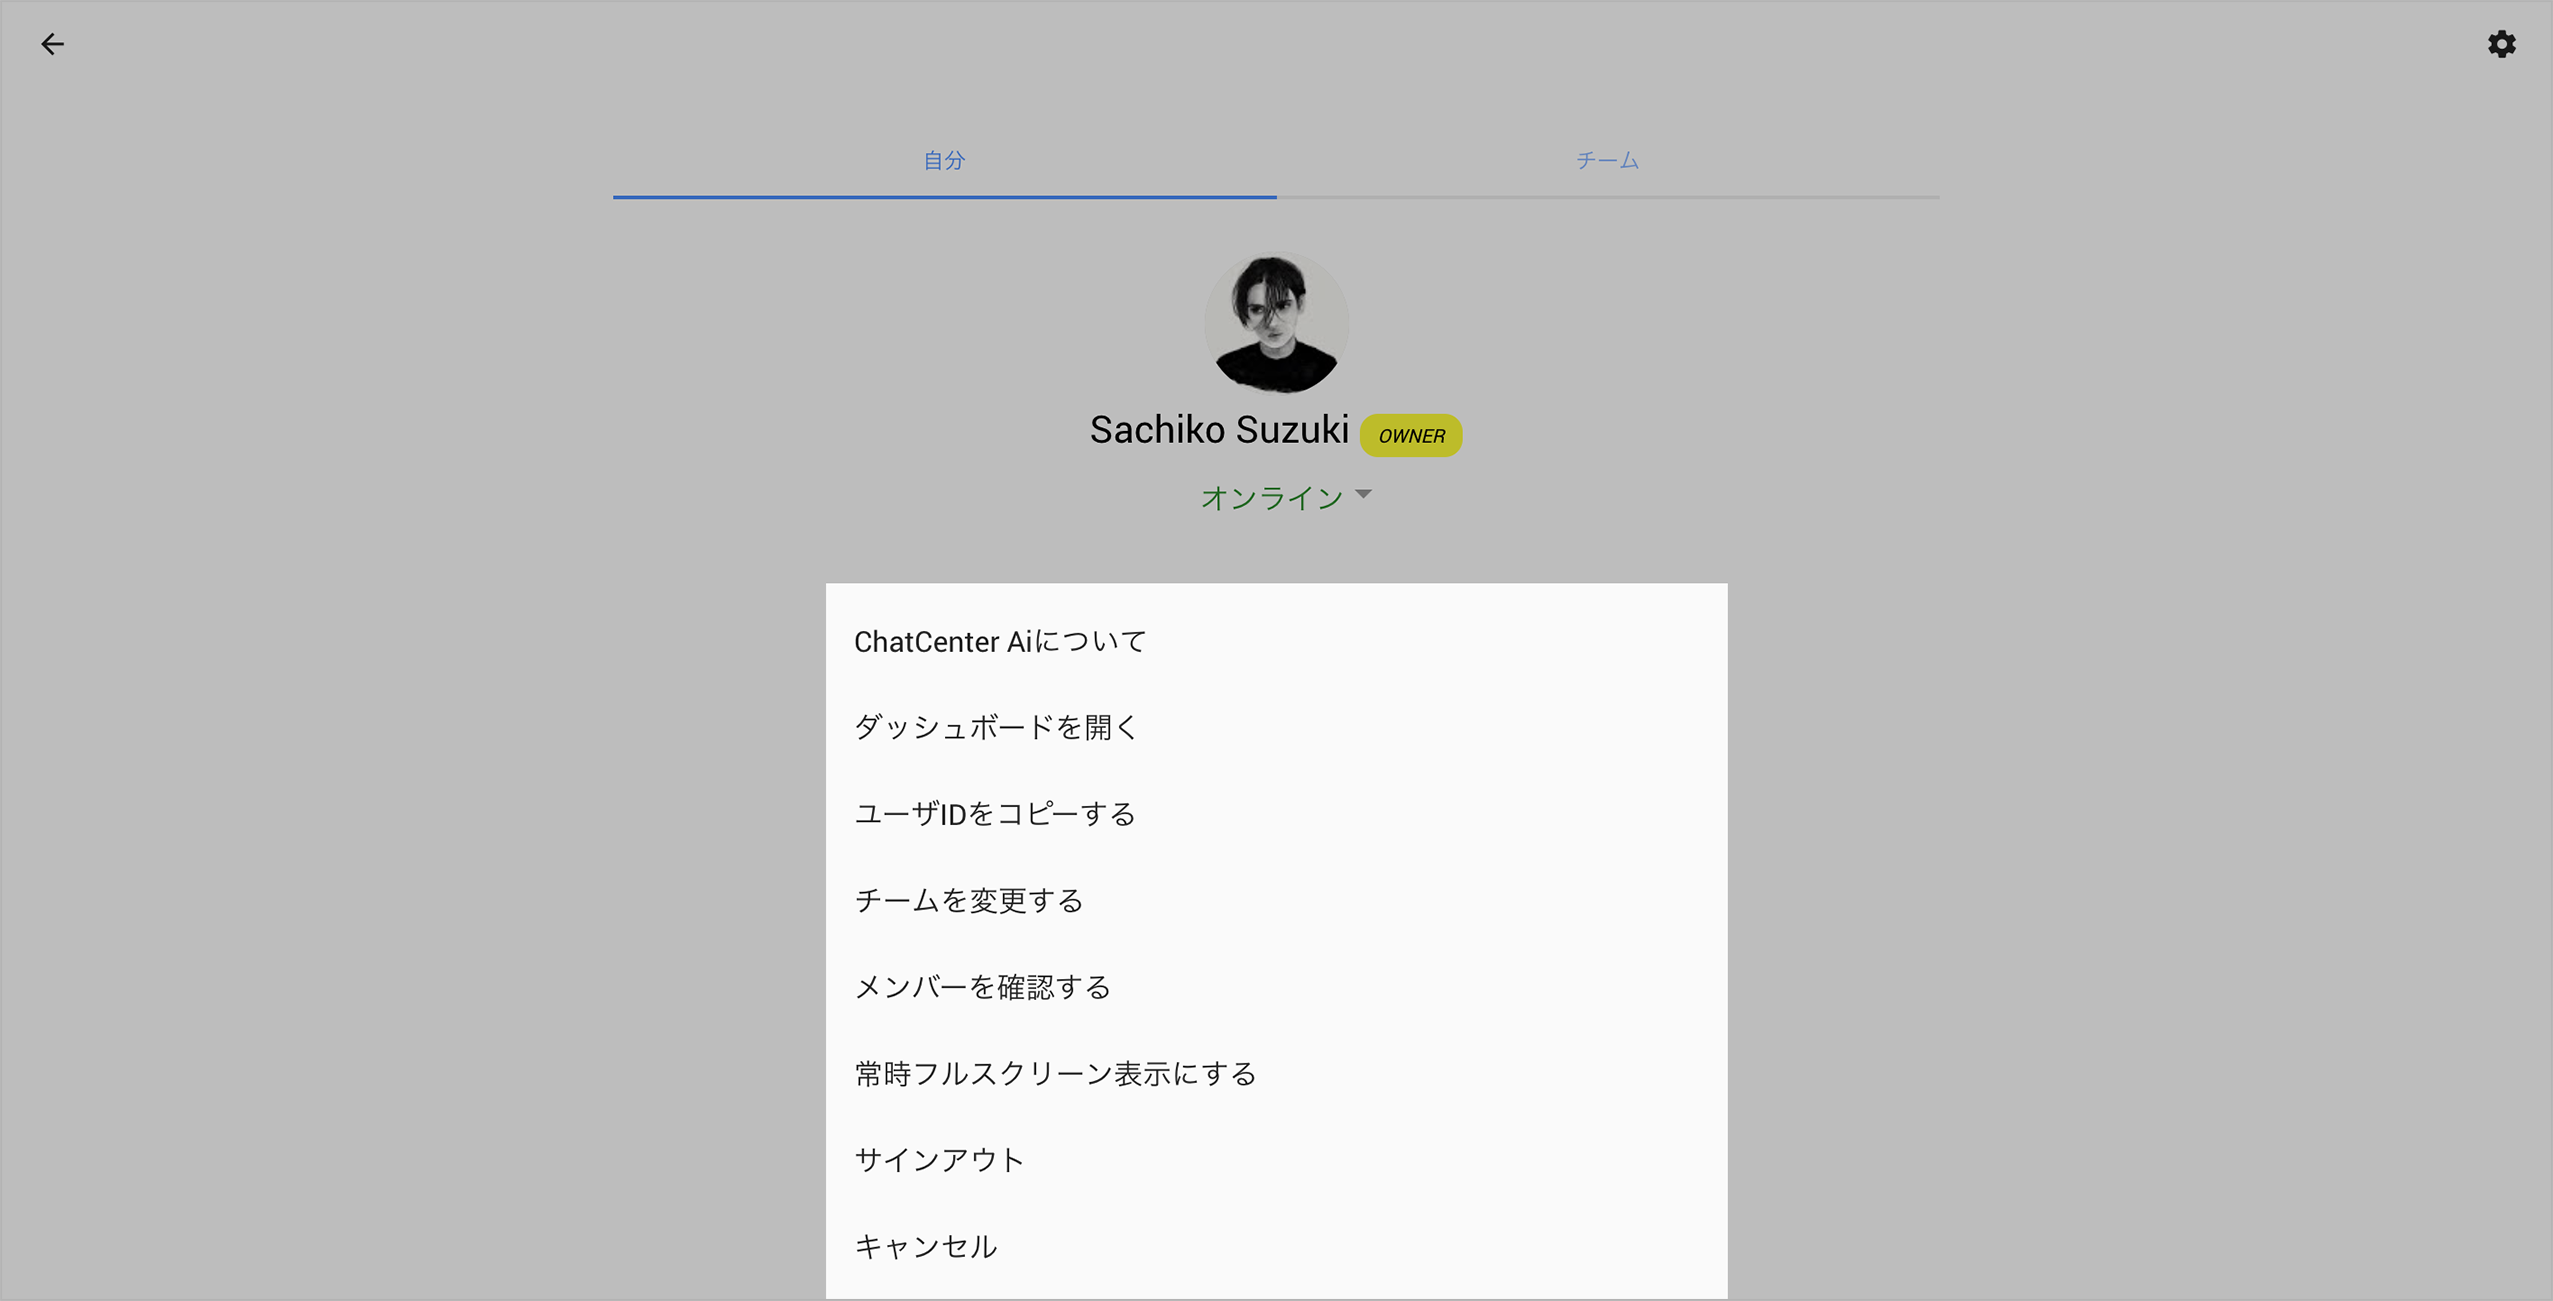 自分
チーム
Sachiko Suzuki OWNER
オンライン
ChatCenter Aiについて
ダッシュボードを開く
ユーザIDをコピーする
チームを変更する
メンバーを確認する
常時フルスクリーン表示にする
サインアウト
キャンセル